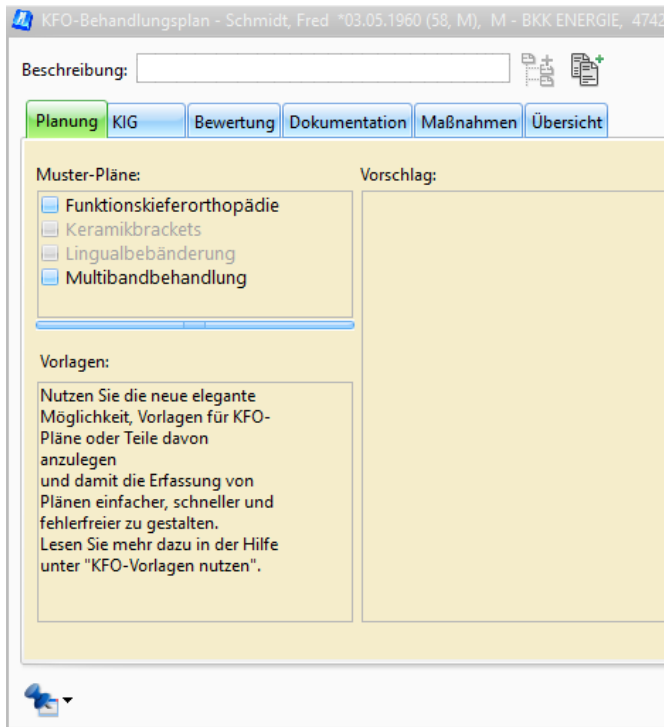 KFO-Behandlungsplan - Schmidt, Fred *03.05.1960 (58, M), M - BKK ENERGIE, 4742
Beschreibung:
Planung KIG Bewertung Dokumentation Maßnahmen Übersicht
Muster-Pläne:
Funktionskieferorthopädie
Keramikbrackets
Lingualbebänderung
Multibandbehandlung
Vorschlag:
Vorlagen:
Nutzen Sie die neue elegante
Möglichkeit, Vorlagen für KFO-
Pläne oder Teile davon
anzulegen
und damit die Erfassung von
Plänen einfacher, schneller und
fehlerfreier zu gestalten.
Lesen Sie mehr dazu in der Hilfe
unter "KFO-Vorlagen nutzen".